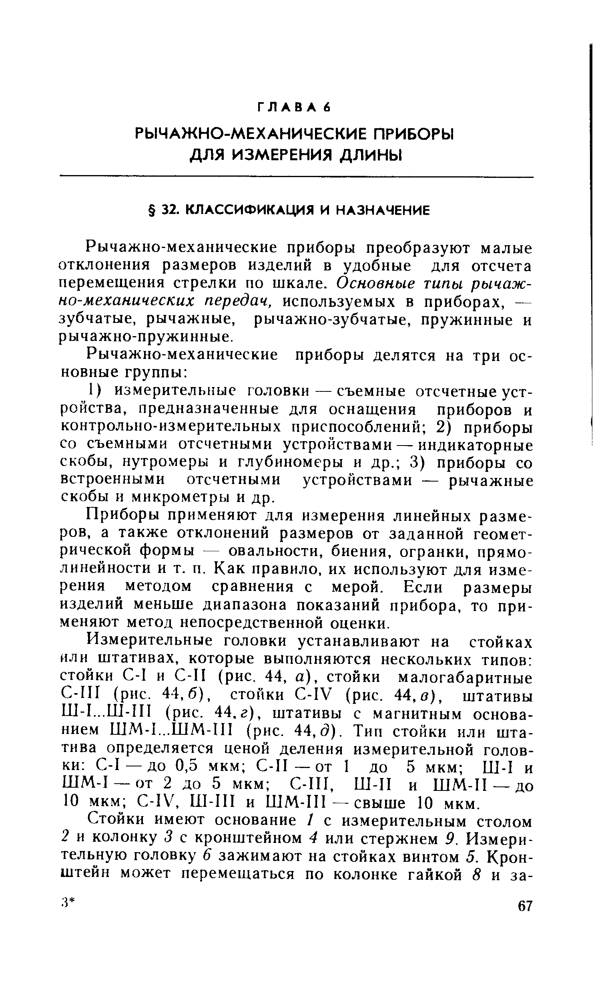 ГЛАВА 6
РЫЧАЖНО-МЕХАНИЧЕСКИЕ ПРИБОРЫ
ДЛЯ ИЗМЕРЕНИЯ ДЛИНЫ
§ 32. КЛАССИФИКАЦИЯ И НАЗНАЧЕНИЕ
Рычажно-механические приборы преобразуют малые
отклонения размеров изделий в удобные для отсчета
перемещения стрелки по шкале. Основные типы рычаж-
но-механических передач, используемых в приборах, —
зубчатые, рычажные, рычажно-зубчатые, пружинные и
рычажно-пружинные.
Рычажно-механические приборы делятся на три ос-
новные группы:
1) измерительные головки — съемные отсчетные уст-
ройства, предназначенные для оснащения приборов и
контрольно-измерительных приспособлений; 2) приборы
со съемными отсчетными устройствами — индикаторные
скобы, нутромеры и глубиномеры и др.; 3) приборы со
встроенными отсчетными устройствами — рычажные
скобы и микрометры и др.
Приборы применяют для измерения линейных разме-
ров, а также отклонений размеров от заданной геомет-
рической формы — овальности, биения, огранки, прямо-
линейности и т. п. Как правило, их используют для изме-
рения методом сравнения с мерой. Если размеры
изделий меньше диапазона показаний прибора, то при-
меняют метод непосредственной оценки.
Измерительные головки устанавливают на стойках
или штативах, которые выполняются нескольких типов:
стойки С-I и С-II (рис. 44, а), стойки малогабаритные
С-III (рис. 44, б), стойки С-IV (рис. 44, в), штативы
Ш-I...Ш-III (рис. 44, г), штативы с магнитным основа-
нием ШМ-I...ШМ-III (рис. 44, д). Тип стойки или шта-
тива определяется ценой деления измерительной голов-
ки: С-I — до 0,5 мкм; С-II — от 1 до 5 мкм; Ш-I и
ШМ-I — от 2 до 5 мкм; С-III, Ш-II и ШМ-II — до
10 мкм; С-IV, Ш-III и ШМ-III — свыше 10 мкм.
Стойки имеют основание 1 с измерительным столом
2 и колонку 3 с кронштейном 4 или стержнем 9. Измери-
тельную головку 6 зажимают на стойках винтом 5. Крон-
штейн может перемещаться по колонке гайкой 8 и за-
3*
67